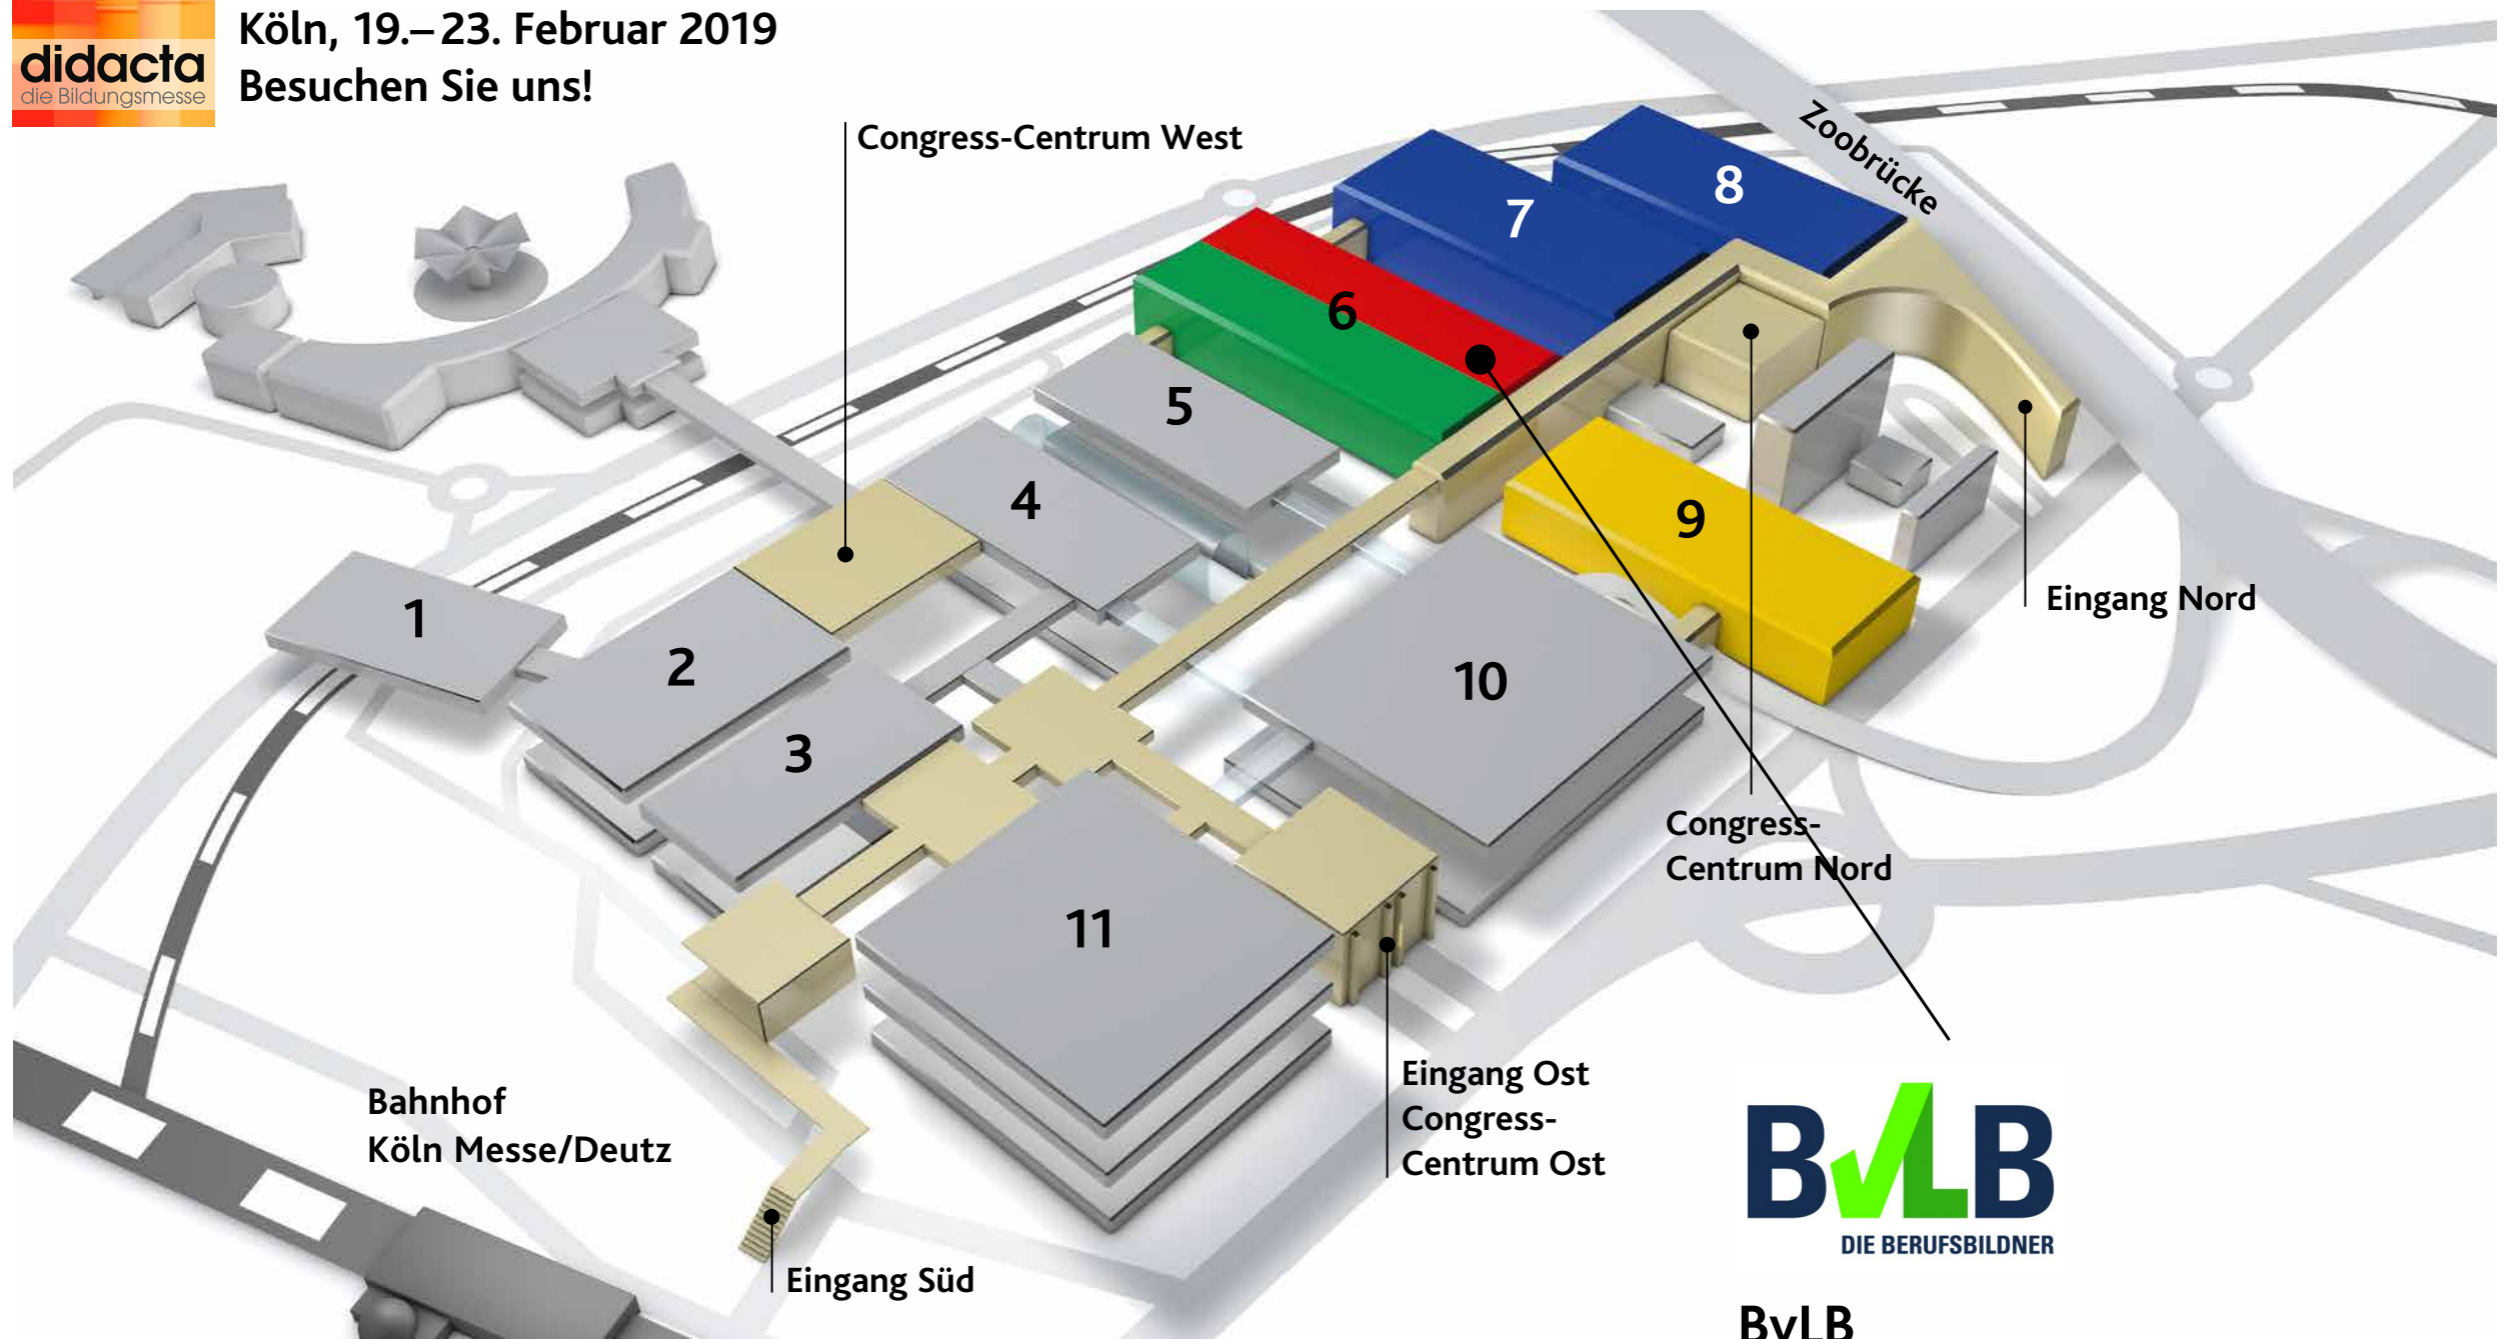 didacta
die Bildungsmesse
Köln, 19.–23. Februar 2019
Besuchen Sie uns!
Congress-Centrum West
Zoobrücke
8
7
6
5
4
9
1
2
3
10
11
Eingang Nord
Congress-
Centrum Nord
Eingang Ost
Congress-
Centrum Ost
Bahnhof
Köln Messe/Deutz
Eingang Süd
BvLB
DIE BERUFSBILDNER
BvLB